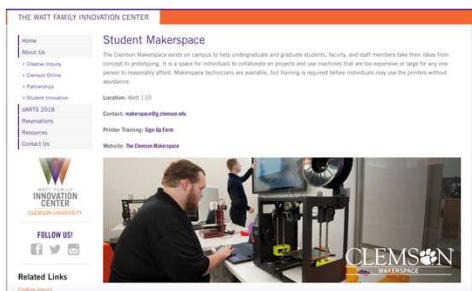 THE WATT FAMILY INNOVATION CENTER
Home
About Us
> Creative Inquiry
> Clemson Online
> Partnerships
> Student Innovation
dARTS 2018
Reservations
Resources
Contact Us
WATT FAMILY
INNOVATION
CENTER
CLEMSON UNIVERSITY
FOLLOW US!
Related Links
Creative Inquiry
Student Makerspace
The Clemson Makerspace exists on campus to help undergraduate and graduate students, faculty, and staff members take their ideas from
concept to prototyping. It is a space for individuals to collaborate on projects and use machines that are too expensive or large for any one
person to reasonably afford. Makerspace technicians are available, but training is required before individuals may use the printers without
assistance.
Location: Watt 110
Contact: makerspace@g.clemson.edu
Printer Training: Sign-Up Form
Website: The Clemson Makerspace
CLEMSON
MAKERSPACE